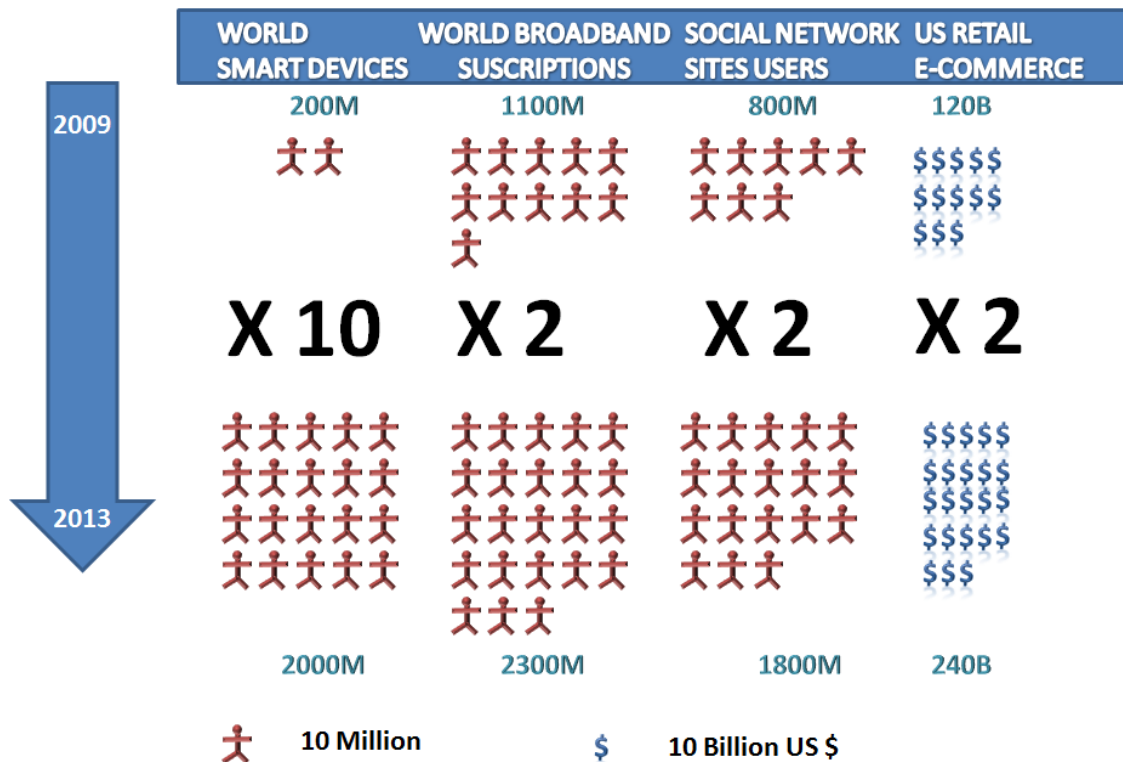 WORLD SMART DEVICES
WORLD BROADBAND SUSCRIPTIONS
SOCIAL NETWORK SITES USERS
US RETAIL E-COMMERCE
2009
200M
1100M
800M
120B
$$$$$
$$$$$
$$$
X 10
X 2
X 2
X 2
$$$$$
$$$$$
$$$$$
$$$$$
$$$
2013
2000M
2300M
1800M
240B
10 Million
$
10 Billion US $